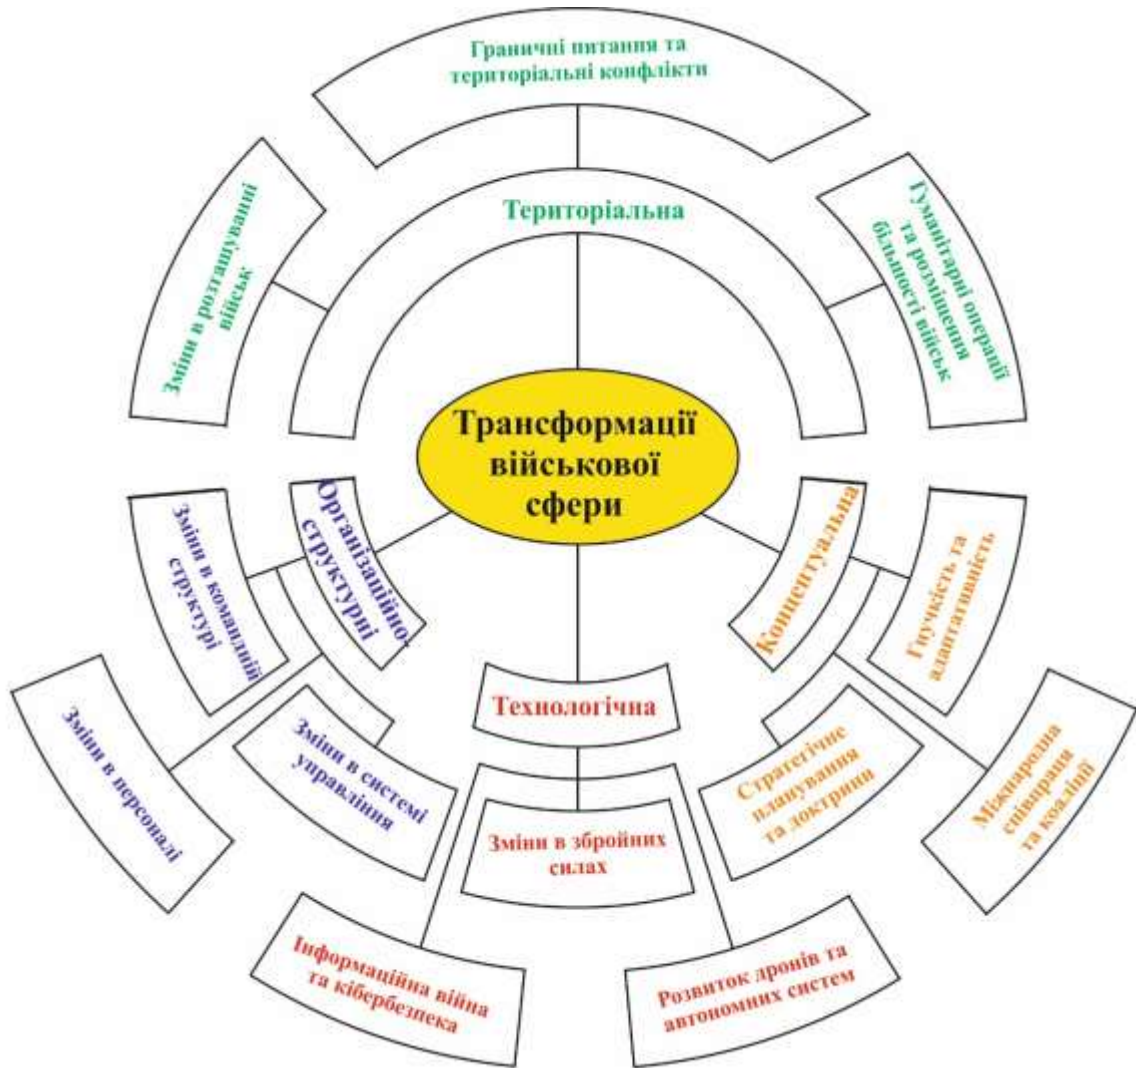 Граничні питання та
територіальні конфлікти
Територіальна
Зміни в розташуванні
військ
Гуманітарні операції
та розміщення
більшості військ
Трансформації
військової
сфери
Організаційно-
структурні
Зміни в командній
структурі
Зміни в персоналі
Зміни в системі
управління
Концептуальна
Гнучкість та
адаптативність
Стратегічне
планування
та доктрини
Міжнародна
співпраця
та коаліції
Технологічна
Зміни в збройних
силах
Інформаційна війна
та кібербезпека
Розвиток дронів та
автономних систем